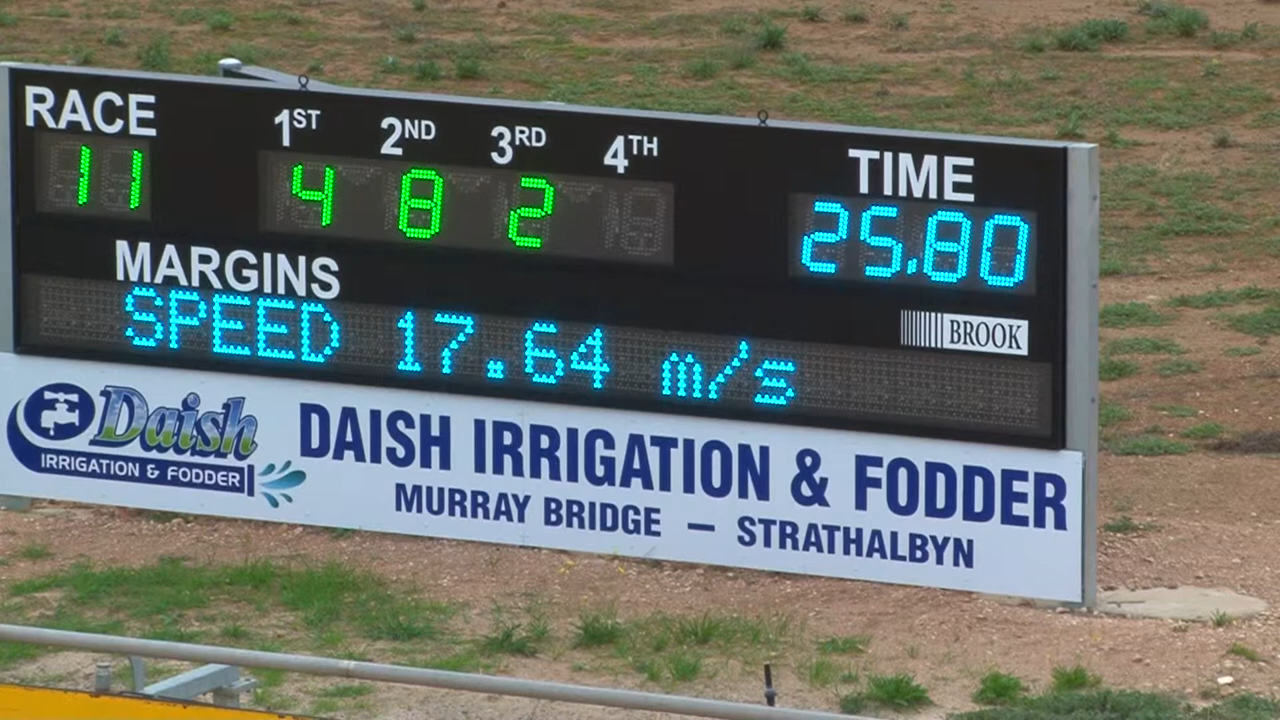 RACE 1ST 2ND 3RD 4TH TIME
11 4 8 2 25.80
MARGINS
BROOK
SPEED 17.64 m/s
Daish
IRRIGATION & FODDER
DAISH IRRIGATION & FODDER
MURRAY BRIDGE – STRATHALBYN